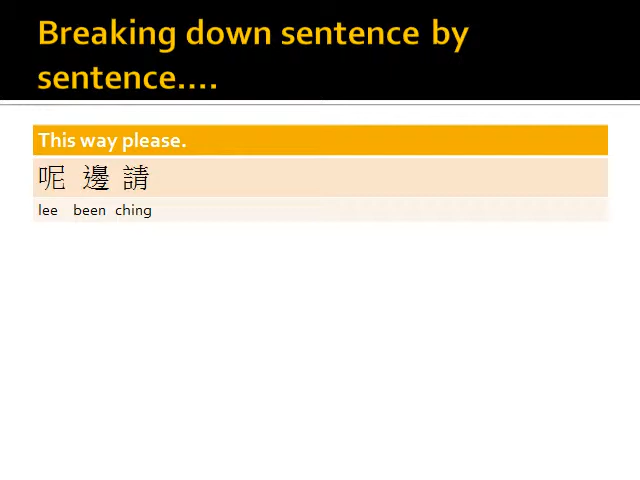 Breaking down sentence by
sentence....
This way please.
呢 邊 請
lee been ching